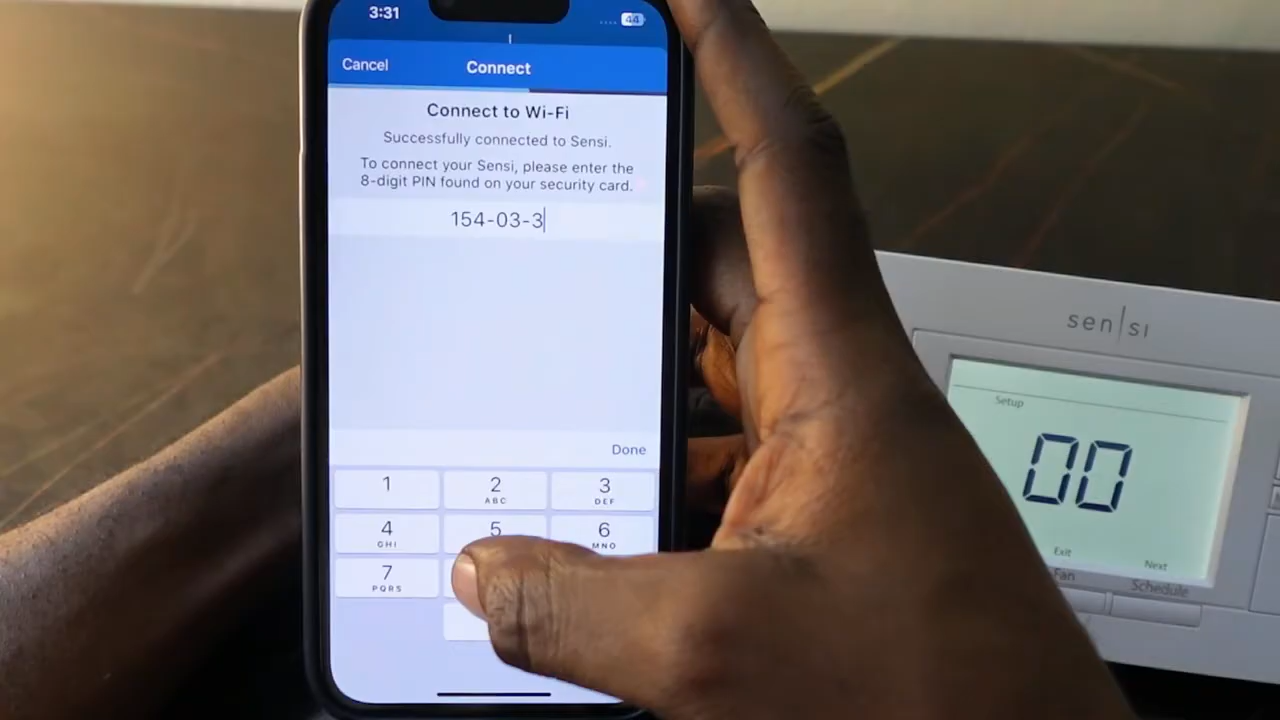 3:31
44
Cancel
Connect
Connect to Wi-Fi
Successfully connected to Sensi.
To connect your Sensi, please enter the
8-digit PIN found on your security card.
154-03-3
Done
1
2
ABC
3
DEF
4
GHI
5
6
MNO
7
PQRS
sensi
Setup
00
Exit
Next
Fan
Schedule